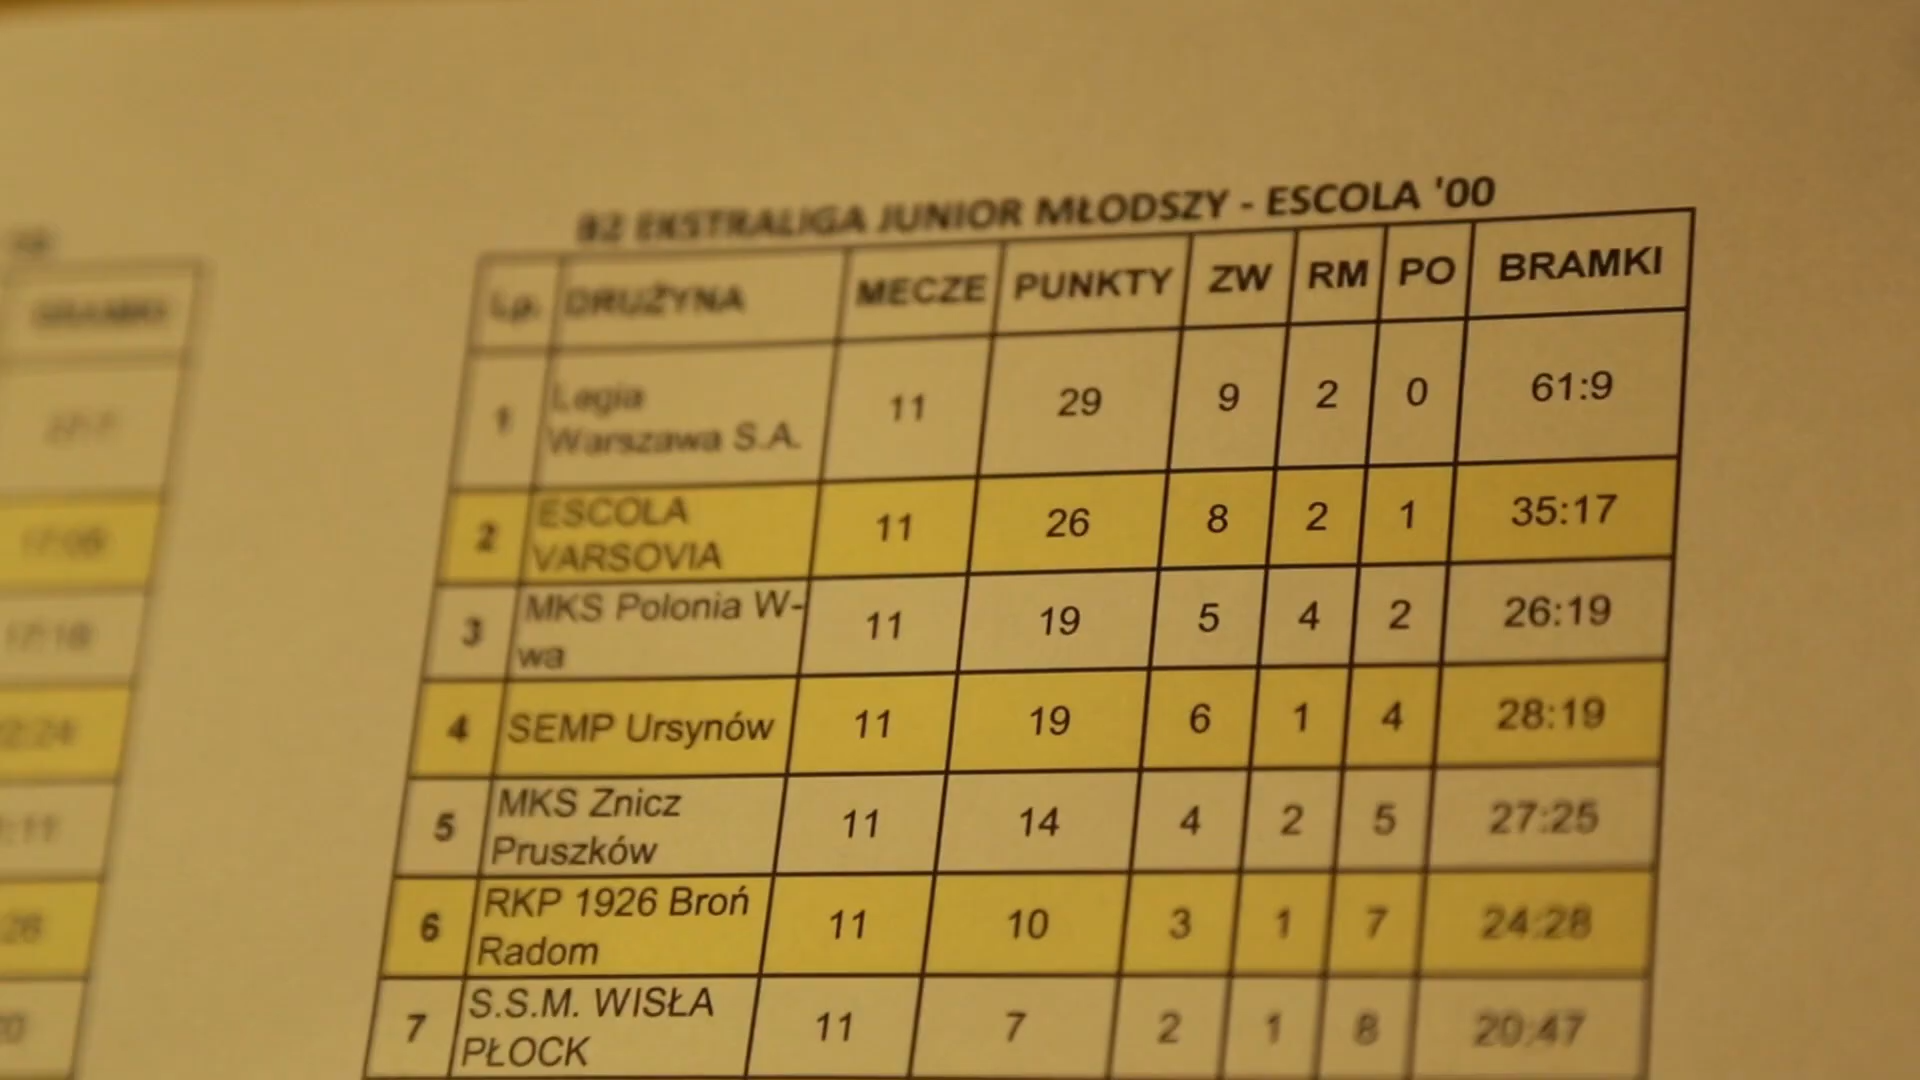 B2 EKSTRALIGA JUNIOR MŁODSZY - ESCOLA '00
Lp. DRUŻYNA MECZE PUNKTY ZW RM PO BRAMKI
1 Legia Warszawa S.A. 11 29 9 2 0 61:9
2 ESCOLA VARSOVIA 11 26 8 2 1 35:17
3 MKS Polonia W-wa 11 19 5 4 2 26:19
4 SEMP Ursynów 11 19 6 1 4 28:19
5 MKS Znicz Pruszków 11 14 4 2 5 27:25
6 RKP 1926 Broń Radom 11 10 3 1 7 24:28
7 S.S.M. WISŁA PŁOCK 11 7 2 1 8 20:47
BRAMKI
17:18